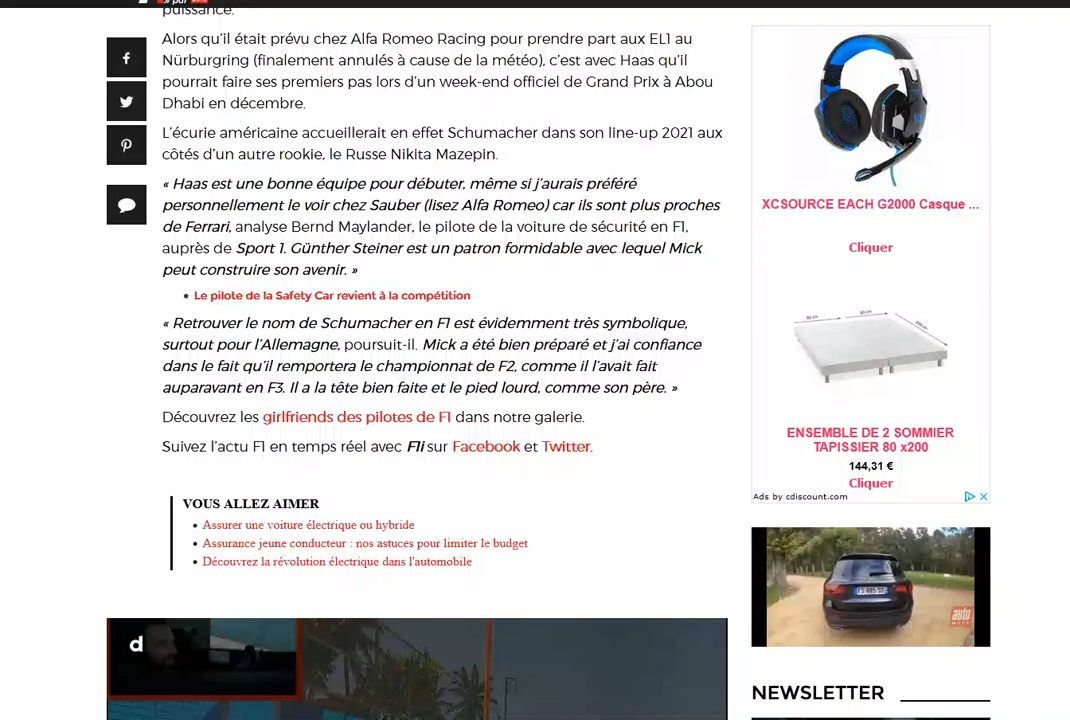 puissance.
Alors qu'il était prévu chez Alfa Romeo Racing pour prendre part aux EL1 au
Nürburgring (finalement annulés à cause de la météo), c'est avec Haas qu'il
pourrait faire ses premiers pas lors d'un week-end officiel de Grand Prix à Abou
Dhabi en décembre.
L'écurie américaine accueillerait en effet Schumacher dans son line-up 2021 aux
côtés d'un autre rookie, le Russe Nikita Mazepin.
« Haas est une bonne équipe pour débuter, même si j'aurais préféré
personnellement le voir chez Sauber (lisez Alfa Romeo) car ils sont plus proches
de Ferrari, analyse Bernd Maylander, le pilote de la voiture de sécurité en F1,
auprès de Sport 1. Günther Steiner est un patron formidable avec lequel Mick
peut construire son avenir. »
• Le pilote de la Safety Car revient à la compétition
« Retrouver le nom de Schumacher en F1 est évidemment très symbolique,
surtout pour l'Allemagne, poursuit-il. Mick a été bien préparé et j'ai confiance
dans le fait qu'il remportera le championnat de F2, comme il l'avait fait
auparavant en F3. Il a la tête bien faite et le pied lourd, comme son père. »
Découvrez les girlfriends des pilotes de F1 dans notre galerie.
Suivez l'actu F1 en temps réel avec F1i sur Facebook et Twitter.
VOUS ALLEZ AIMER
• Assurer une voiture électrique ou hybride
• Assurance jeune conducteur : nos astuces pour limiter le budget
• Découvrez la révolution électrique dans l'automobile
d
XCSOURCE EACH G2000 Casque ...
Cliquer
80 cm
80 cm
ENSEMBLE DE 2 SOMMIER
TAPISSIER 80 x200
144,31 €
Cliquer
Ads by cdiscount.com
auto
moto
NEWSLETTER